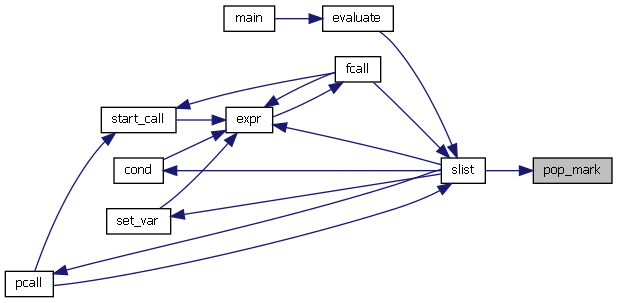 main
evaluate
fcall
start_call
expr
cond
slist
pop_mark
set_var
pcall